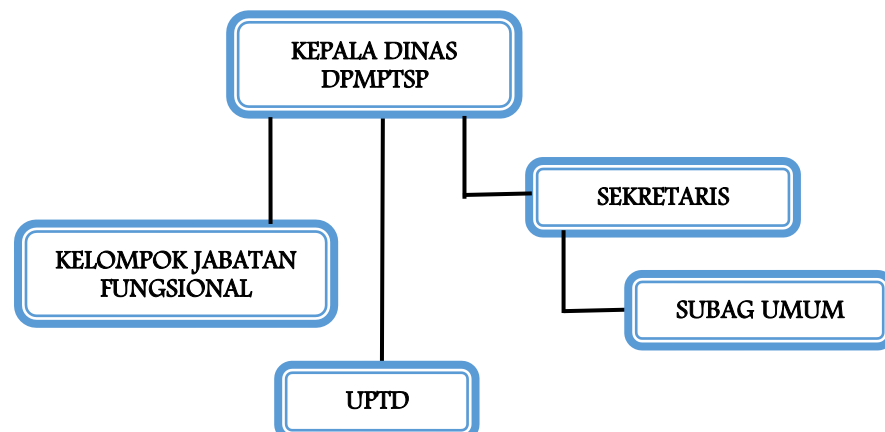 KEPALA DINAS
DPMPTSP
SEKRETARIS
KELOMPOK JABATAN
FUNGSIONAL
SUBAG UMUM
UPTD